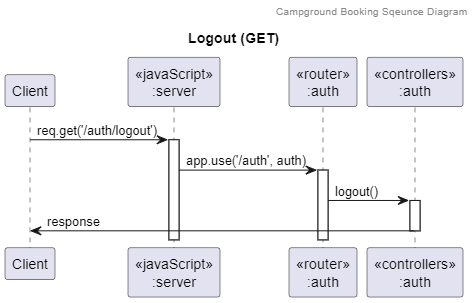 Campground Booking Sqeunce Diagram
Logout (GET)
Client
«javaScript»
:server
«router»
:auth
«controllers»
:auth
req.get('/auth/logout')
app.use('/auth', auth)
logout()
response
Client
«javaScript»
:server
«router»
:auth
«controllers»
:auth